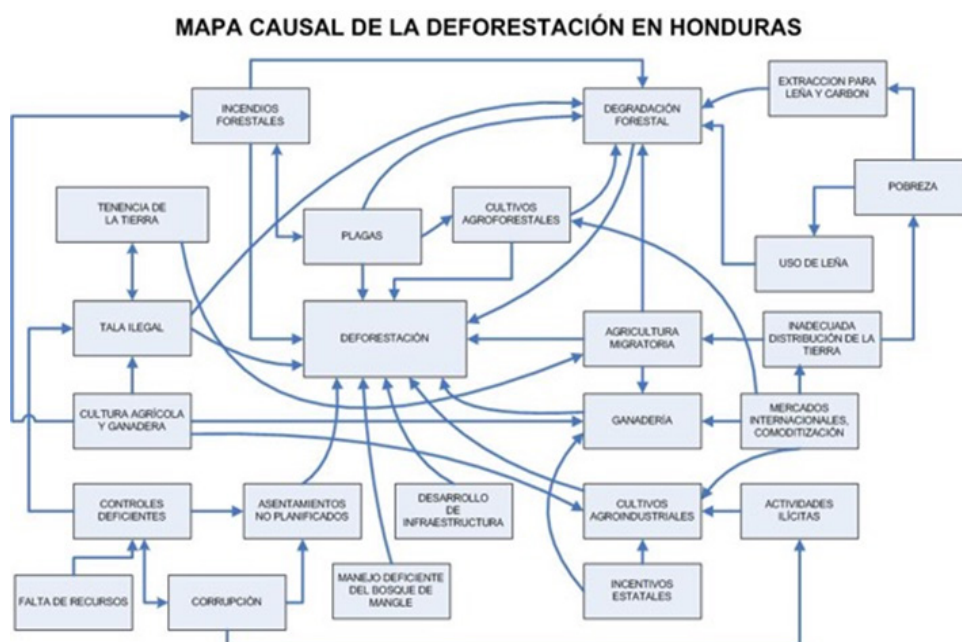 MAPA CAUSAL DE LA DEFORESTACIÓN EN HONDURAS
INCENDIOS
FORESTALES
DEGRADACIÓN
FORESTAL
EXTRACCION PARA
LEÑA Y CARBON
TENENCIA DE
LA TIERRA
PLAGAS
CULTIVOS
AGROFORESTALES
POBREZA
USO DE LEÑA
TALA ILEGAL
DEFORESTACIÓN
AGRICULTURA
MIGRATORIA
INADECUADA
DISTRIBUCIÓN DE LA
TIERRA
CULTURA AGRÍCOLA
Y GANADERA
GANADERÍA
MERCADOS
INTERNACIONALES,
COMODITIZACIÓN
CONTROLES
DEFICIENTES
ASENTAMIENTOS
NO PLANIFICADOS
DESARROLLO
DE
INFRAESTRUCTURA
CULTIVOS
AGROINDUSTRIALES
ACTIVIDADES
ILÍCITAS
FALTA DE RECURSOS
CORRUPCIÓN
MANEJO DEFICIENTE
DEL BOSQUE DE
MANGLE
INCENTIVOS
ESTATALES